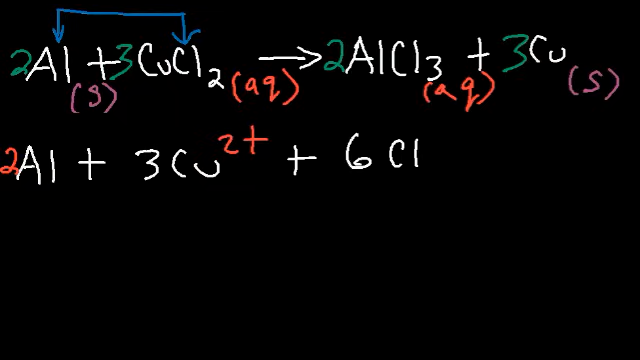 2Al + 3CuCl₂ → 2AlCl₃ + 3Cu
(s) (aq) (aq) (s)
2Al + 3Cu²⁺ + 6Cl